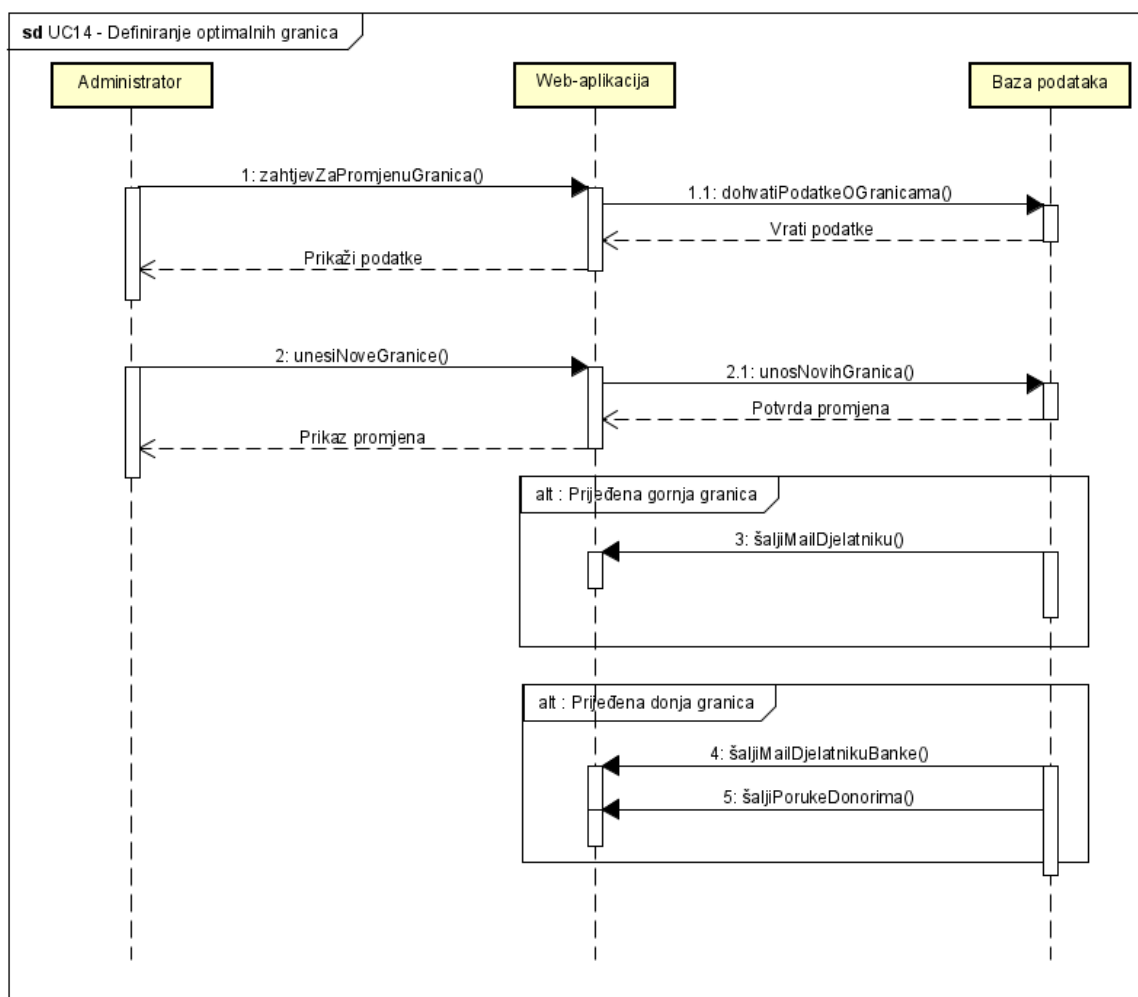 sd UC14 - Definiranje optimalnih granica
Administrator
Web-aplikacija
Baza podataka
1: zahtjevZaPromjenuGranica()
1.1: dohvatiPodatkeOGranicama()
Vrati podatke
Prikaži podatke
2: unesiNoveGranice()
2.1: unosNovihGranica()
Potvrda promjena
Prikaz promjena
alt : Prijeđena gornja granica
3: šaljiMailDjelatniku()
alt : Prijeđena donja granica
4: šaljiMailDjelatnikuBanke()
5: šaljiPorukeDonorima()